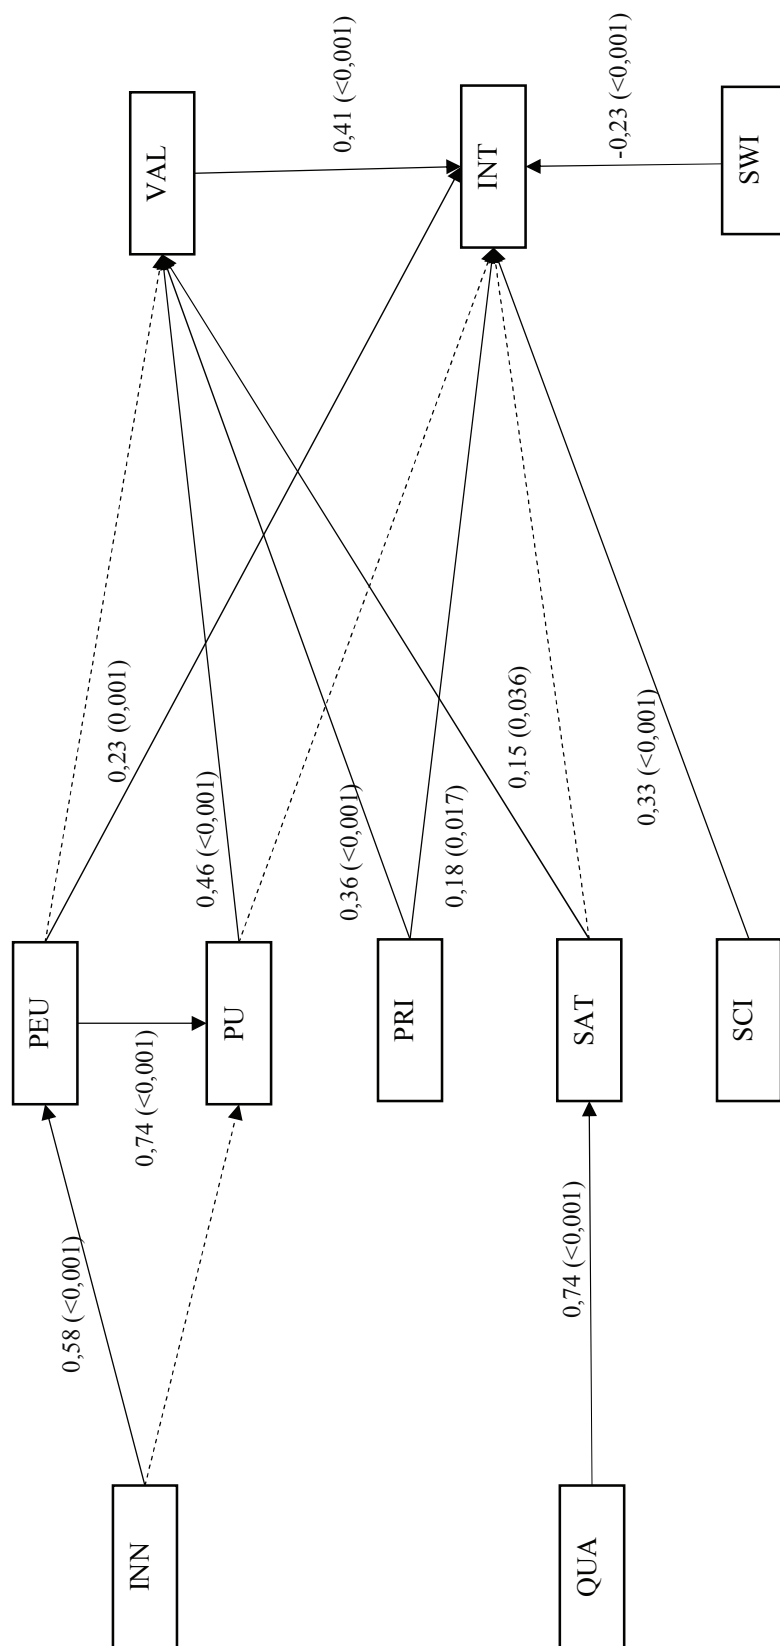 INN
QUA
0,58 (<0,001)
0,74 (<0,001)
PEU
0,74 (<0,001)
PU
PRI
SAT
SCI
0,23 (0,001)
0,46 (<0,001)
0,36 (<0,001)
0,18 (0,017)
0,15 (0,036)
0,33 (<0,001)
VAL
0,41 (<0,001)
INT
-0,23 (<0,001)
SWI